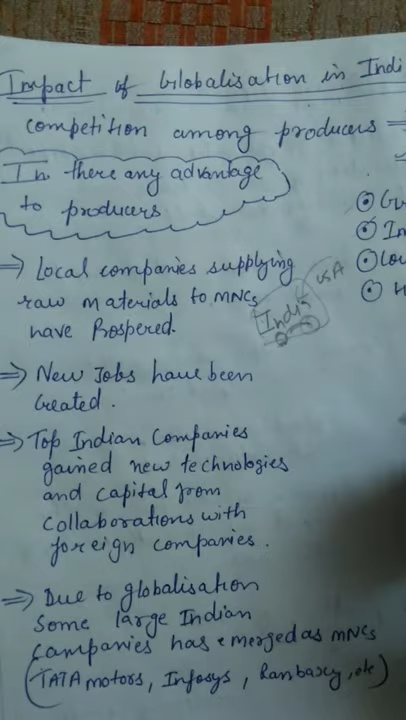 Impact of Globalisation in Indi
competition among producers ⇒
In there any advantage
to producers
⇒ Local companies supplying
raw materials to MNCs
have Prospered.
India
USA
⇒ New Jobs have been
Created.
⇒ Top Indian Companies
gained new technologies
and capital from
collaborations with
foreign companies.
⇒ Due to globalisation
Some large Indian
Campanies has emerged as MNCs
(TATA motors, Infosys, Ranbaxy, etc)